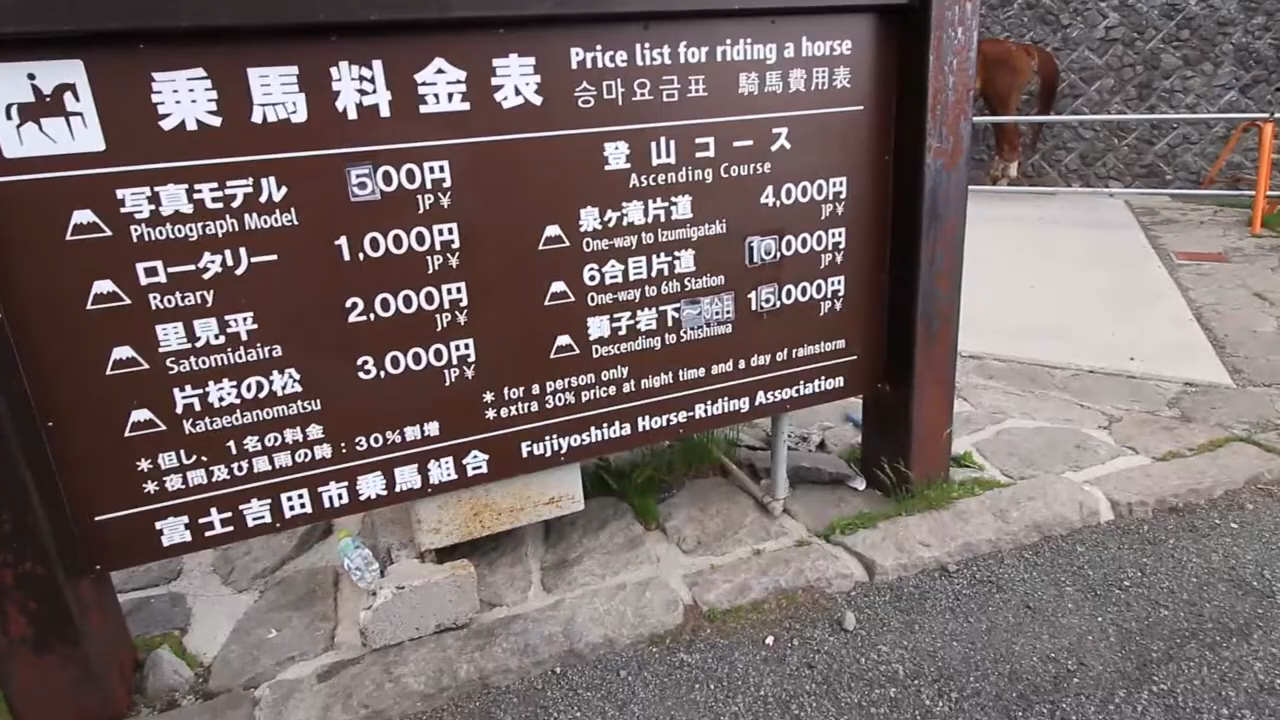 乗馬料金表
Price list for riding a horse
승마요금표 騎馬費用表
写真モデル 500円
Photograph Model JP¥
ロータリー 1,000円
Rotary JP¥
里見平 2,000円
Satomidaira JP¥
片枝の松 3,000円
Kataedanomatsu JP¥
＊但し、1名の料金
＊夜間及び風雨の時：30％割増
登山コース
Ascending Course
泉ヶ滝片道 4,000円
One-way to Izumigataki JP¥
6合目片道 10,000円
One-way to 6th Station JP¥
獅子岩下〜5合目 15,000円
Descending to Shishiiwa JP¥
* for a person only
*extra 30% price at night time and a day of rainstorm
富士吉田市乗馬組合 Fujiyoshida Horse-Riding Association